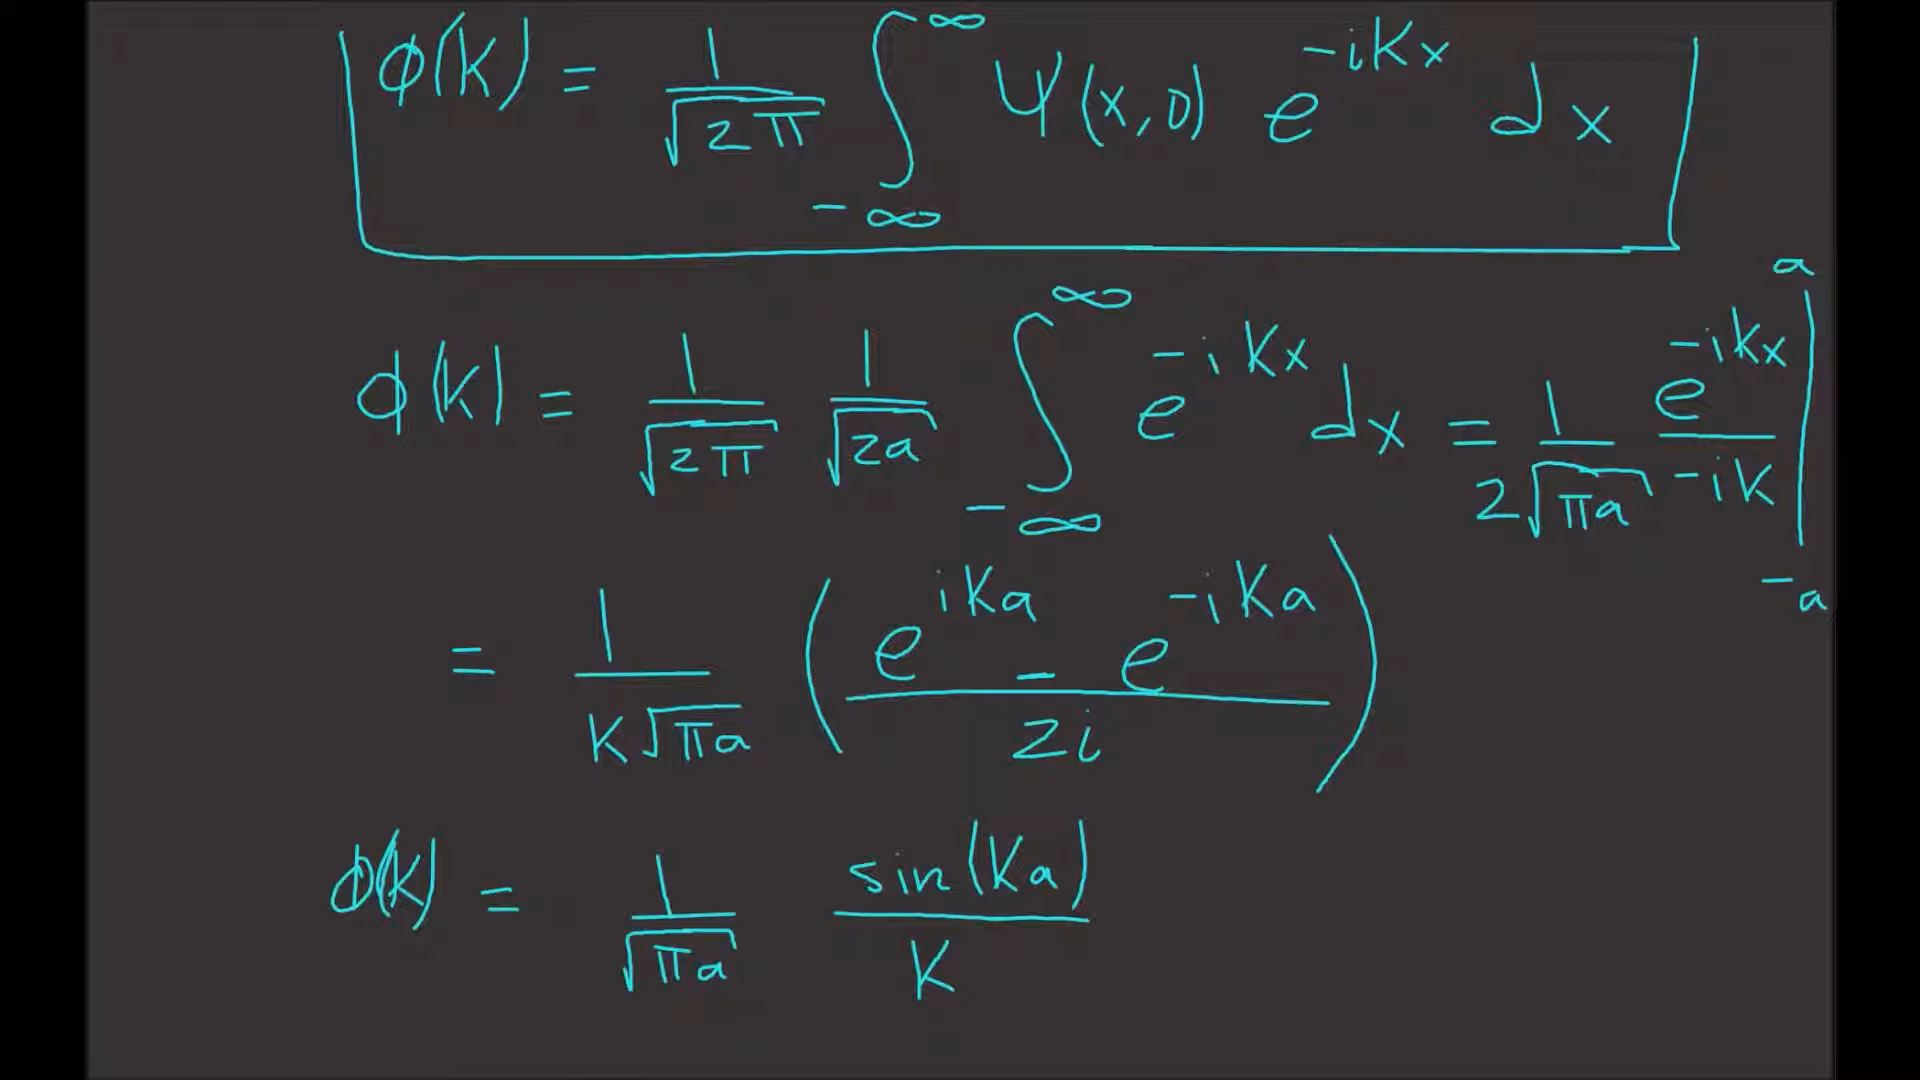 ϕ(k) = 1/√(2π) ∫_{-∞}^{∞} Ψ(x,0) e^{-ikx} dx
ϕ(k) = 1/√(2π) 1/√(2a) ∫_{-∞}^{∞} e^{-ikx} dx = 1/(2√(πa)) e^{-ikx}/(-ik) |_{-a}^{a}
= 1/(k√(πa)) ( (e^{ika} - e^{-ika})/(2i) )
ϕ(k) = 1/√(πa) sin(ka)/k